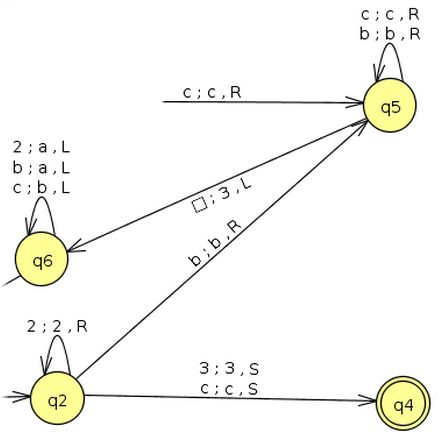 c ; c , R
b ; b , R
c ; c , R
q5
2 ; a , L
b ; a , L
c ; b , L
□ ; 3 , L
b ; b , R
q6
2 ; 2 , R
3 ; 3 , S
c ; c , S
q2
q4